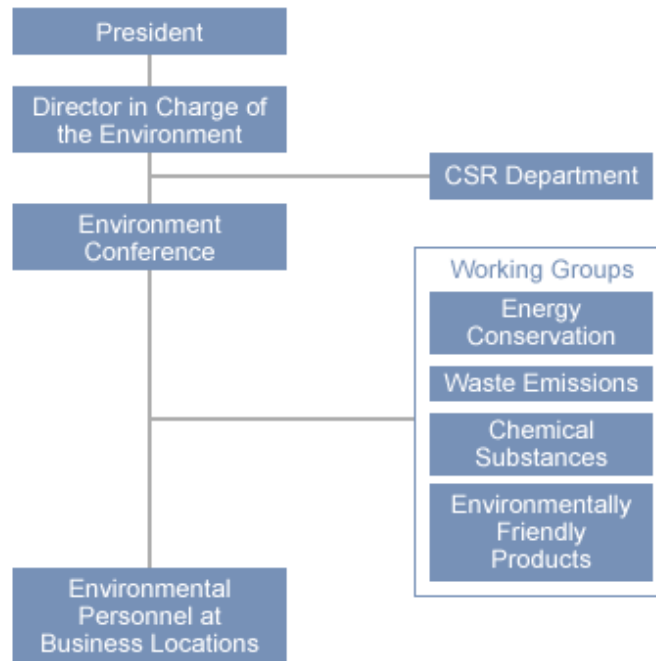 President
Director in Charge of
the Environment
CSR Department
Environment
Conference
Working Groups
Energy
Conservation
Waste Emissions
Chemical
Substances
Environmentally
Friendly
Products
Environmental
Personnel at
Business Locations